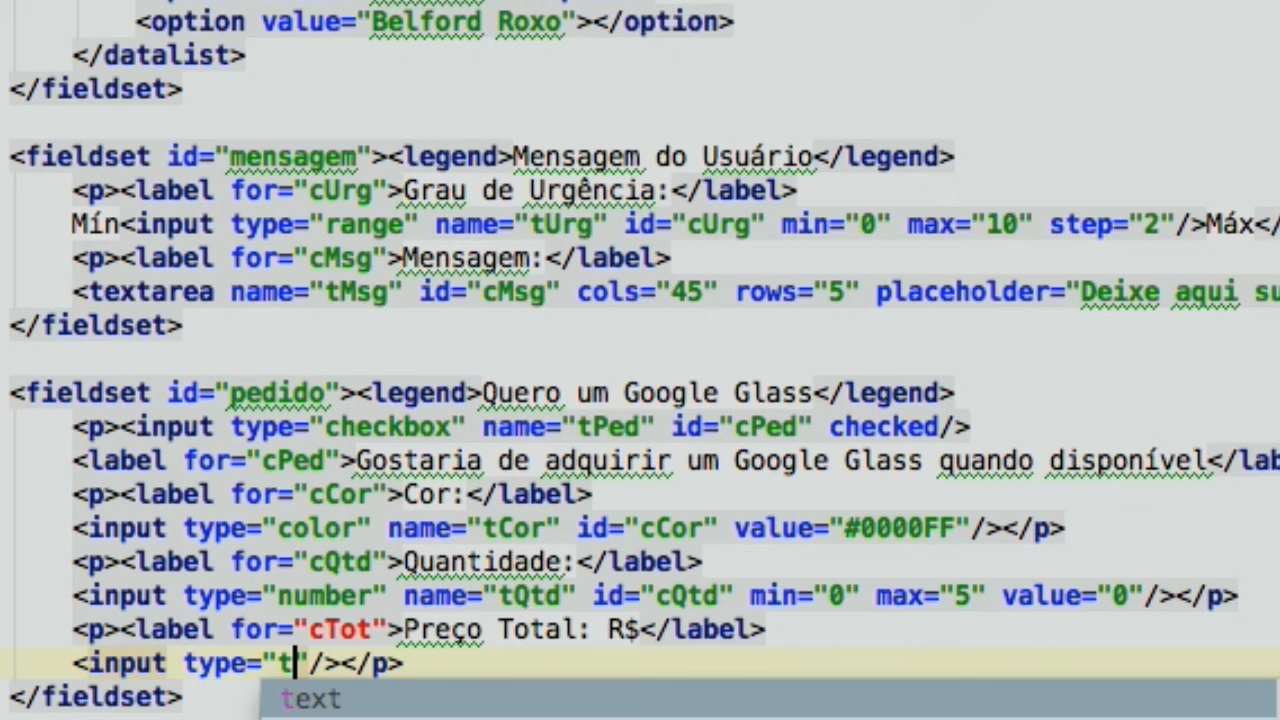 <option value="Belford Roxo"></option>
</datalist>
</fieldset>
<fieldset id="mensagem"><legend>Mensagem do Usuário</legend>
<p><label for="cUrg">Grau de Urgência:</label>
Mín<input type="range" name="tUrg" id="cUrg" min="0" max="10" step="2"/>Máx</
<p><label for="cMsg">Mensagem:</label>
<textarea name="tMsg" id="cMsg" cols="45" rows="5" placeholder="Deixe aqui su
</fieldset>
<fieldset id="pedido"><legend>Quero um Google Glass</legend>
<p><input type="checkbox" name="tPed" id="cPed" checked/>
<label for="cPed">Gostaria de adquirir um Google Glass quando disponível</lab
<p><label for="cCor">Cor:</label>
<input type="color" name="tCor" id="cCor" value="#0000FF"/></p>
<p><label for="cQtd">Quantidade:</label>
<input type="number" name="tQtd" id="cQtd" min="0" max="5" value="0"/></p>
<p><label for="cTot">Preço Total: R$</label>
<input type="t"/></p>
</fieldset>
text